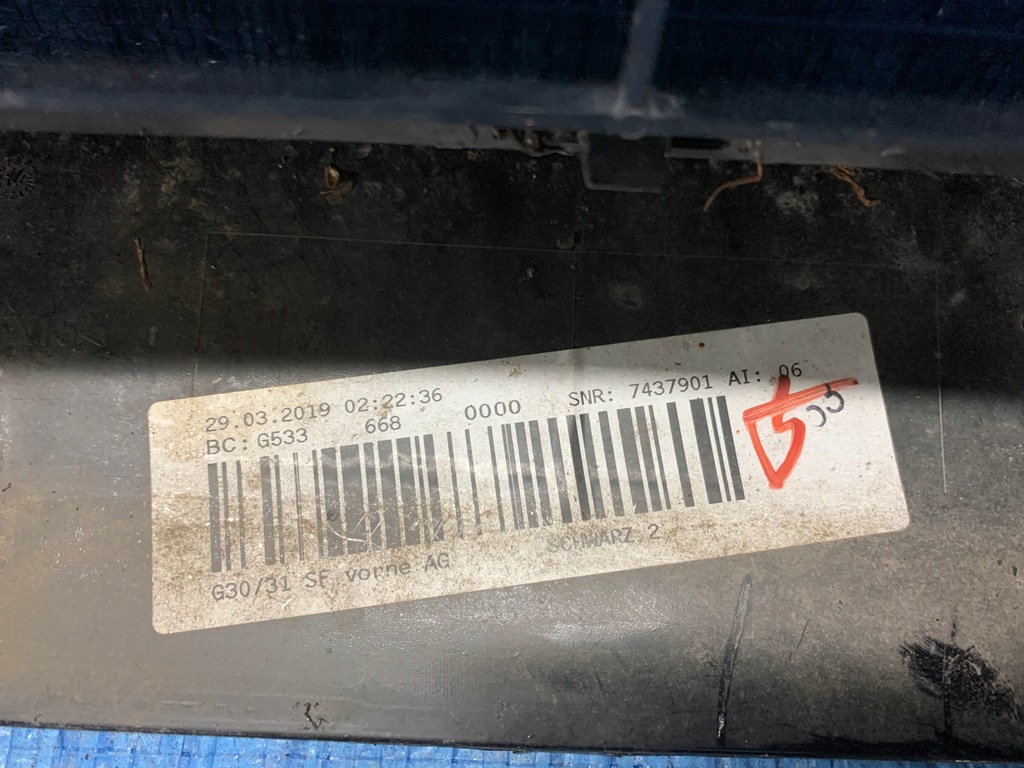 29.03.2019 02:22:36
BC: G533 668 0000 SNR: 7437901 AI: 06
G30/31 SF vorne AG SCHWARZ 2